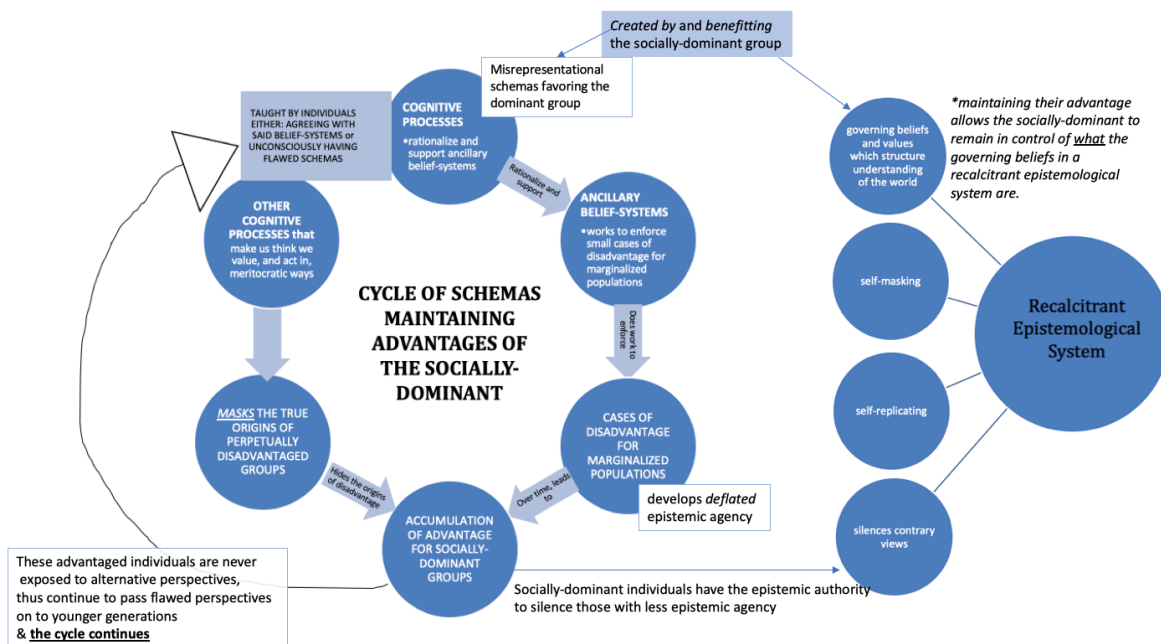 Created by and benefitting
the socially-dominant group
Misrepresentational
schemas favoring the
dominant group
TAUGHT BY INDIVIDUALS
EITHER: AGREEING WITH
SAID BELIEF-SYSTEMS or
UNCONSCIOUSLY HAVING
FLAWED SCHEMAS
COGNITIVE
PROCESSES
•rationalize and
support ancillary
belief-systems
Rationalize and
support
ANCILLARY
BELIEF-SYSTEMS
•works to enforce
small cases of
disadvantage for
marginalized
populations
Does work to
enforce
CASES OF
DISADVANTAGE
FOR
MARGINALIZED
POPULATIONS
develops deflated
epistemic agency
Over time, leads
to
ACCUMULATION
OF ADVANTAGE
FOR SOCIALLY-
DOMINANT
GROUPS
OTHER
COGNITIVE
PROCESSES that
make us think we
value, and act in,
meritocratic ways
MASKS THE TRUE
ORIGINS OF
PERPETUALLY
DISADVANTAGED
GROUPS
Hides the origins
of disadvantage
CYCLE OF SCHEMAS
MAINTAINING
ADVANTAGES OF
THE SOCIALLY-
DOMINANT
These advantaged individuals are never
exposed to alternative perspectives,
thus continue to pass flawed perspectives
on to younger generations
& the cycle continues
Socially-dominant individuals have the epistemic authority
to silence those with less epistemic agency
governing beliefs
and values
which structure
understanding
of the world
self-masking
self-replicating
silences contrary
views
Recalcitrant
Epistemological
System
*maintaining their advantage
allows the socially-dominant to
remain in control of what the
governing beliefs in a
recalcitrant epistemological
system are.